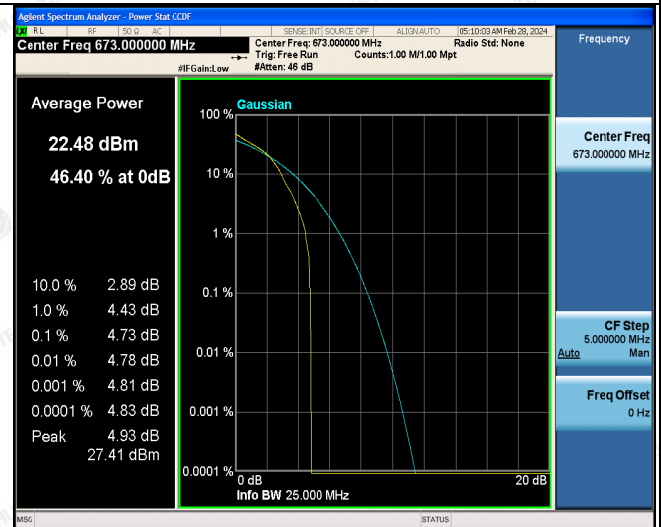 Agilent Spectrum Analyzer - Power Stat CCDF
RL RF 50 Ω AC SENSE:INT SOURCE OFF ALIGN AUTO 05:10:03 AM Feb 28, 2024
Center Freq 673.000000 MHz
Center Freq: 673.000000 MHz Radio Std: None
Trig: Free Run Counts:1.00 M/1.00 Mpt
#IFGain:Low #Atten: 46 dB
Frequency
Average Power
22.48 dBm
46.40 % at 0dB
10.0 % 2.89 dB
1.0 % 4.43 dB
0.1 % 4.73 dB
0.01 % 4.78 dB
0.001 % 4.81 dB
0.0001 % 4.83 dB
Peak 4.93 dB
27.41 dBm
Gaussian
100 %
10 %
1 %
0.1 %
0.01 %
0.001 %
0.0001 %
0 dB 20 dB
Info BW 25.000 MHz
Center Freq
673.000000 MHz
CF Step
5.000000 MHz
Auto Man
Freq Offset
0 Hz
MSG STATUS